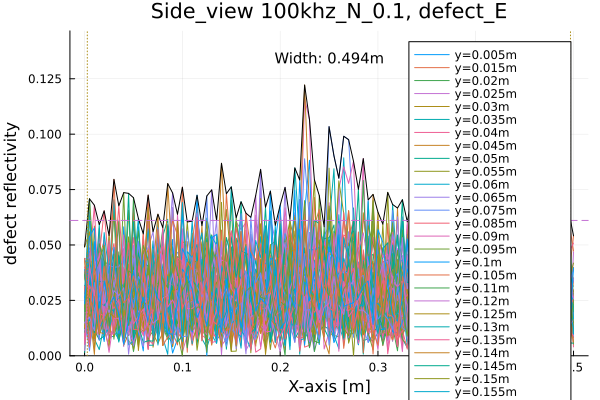 Side_view 100khz_N_0.1, defect_E
Width: 0.494m
defect reflectivity
0.125
0.100
0.075
0.050
0.025
0.000
0.0
0.1
0.2
0.3
.5
X-axis [m]
y=0.005m
y=0.015m
y=0.02m
y=0.025m
y=0.03m
y=0.035m
y=0.04m
y=0.045m
y=0.05m
y=0.055m
y=0.06m
y=0.065m
y=0.075m
y=0.085m
y=0.09m
y=0.095m
y=0.1m
y=0.105m
y=0.11m
y=0.12m
y=0.125m
y=0.13m
y=0.135m
y=0.14m
y=0.145m
y=0.15m
y=0.155m